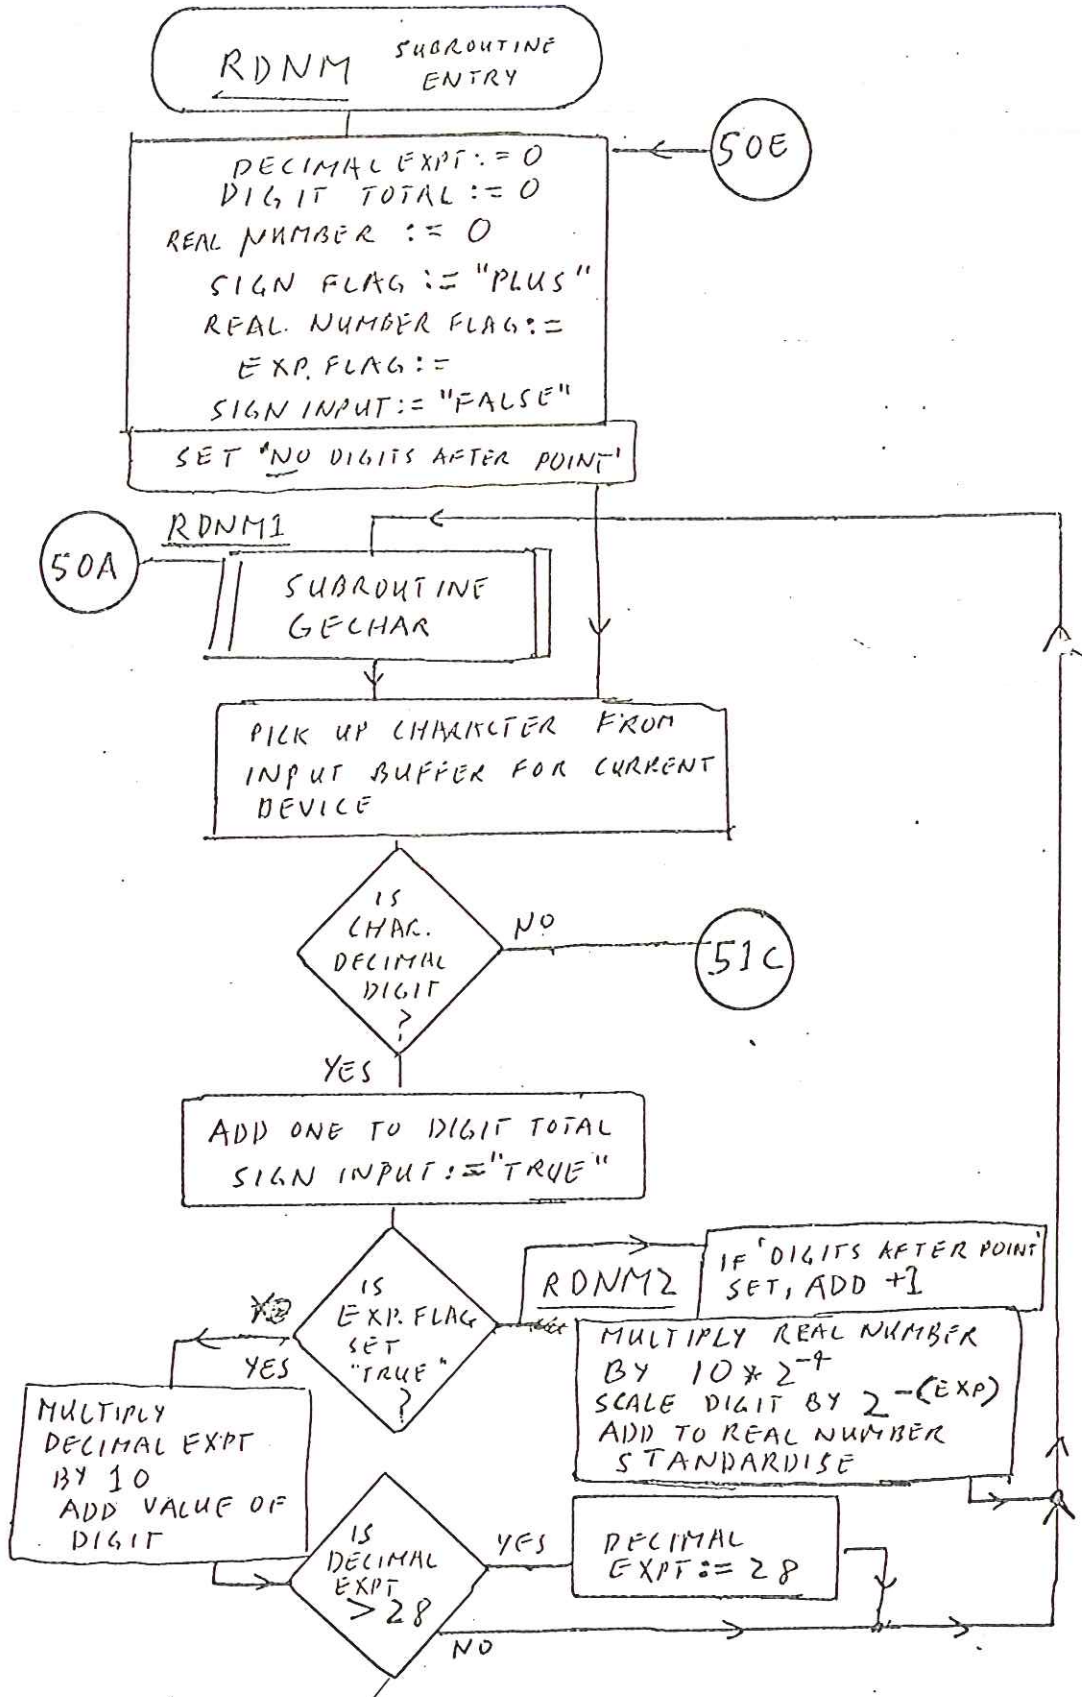 RDNM SUBROUTINE
ENTRY
50E
DECIMAL EXPT := 0
DIGIT TOTAL := 0
REAL NUMBER := 0
SIGN FLAG := "PLUS"
REAL. NUMBER FLAG :=
EXP. FLAG :=
SIGN INPUT := "FALSE"
SET 'NO DIGITS AFTER POINT'
RDNM1
50A
SUBROUTINE
GECHAR
PICK UP CHARACTER FROM
INPUT BUFFER FOR CURRENT
DEVICE
IS
CHAR.
DECIMAL
DIGIT
?
NO
51C
YES
ADD ONE TO DIGIT TOTAL
SIGN INPUT := "TRUE"
IS
EXP. FLAG
SET
"TRUE"
?
YES
RDNM2
IF 'DIGITS AFTER POINT'
SET, ADD +1
MULTIPLY REAL NUMBER
BY 10 * 2^-4
SCALE DIGIT BY 2^-(EXP)
ADD TO REAL NUMBER
STANDARDISE
MULTIPLY
DECIMAL EXPT
BY 10
ADD VALUE OF
DIGIT
IS
DECIMAL
EXPT
> 28
YES
DECIMAL
EXPT := 28
NO